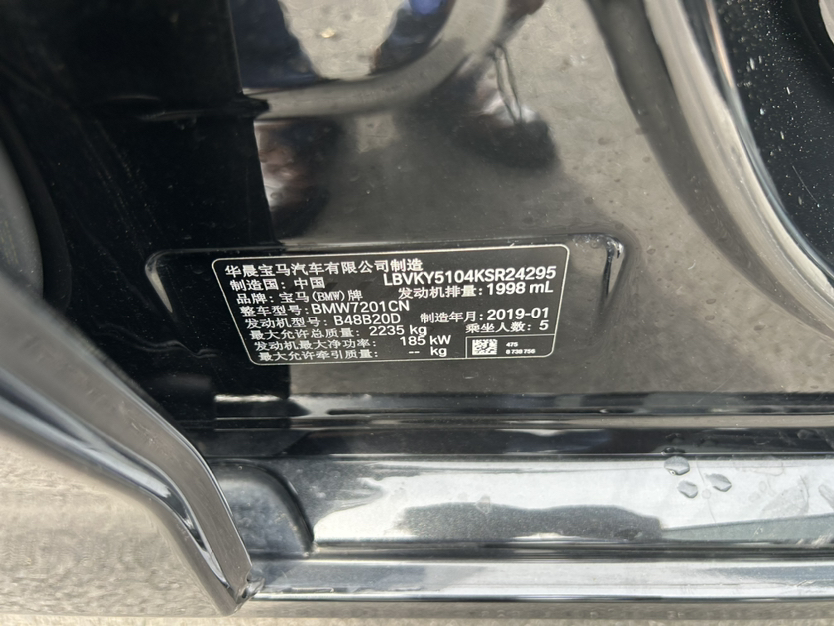 华晨宝马汽车有限公司制造
制造国: 中国 LBVKY5104KSR24295
品牌: 宝马(BMW)牌 发动机排量: 1998 mL
整车型号: BMW7201CN
发动机型号: B48B20D 制造年月: 2019-01
最大允许总质量: 2235 kg 乘坐人数: 5
发动机最大净功率: 185 kW
最大允许牵引质量: -- kg
475
6 739 756